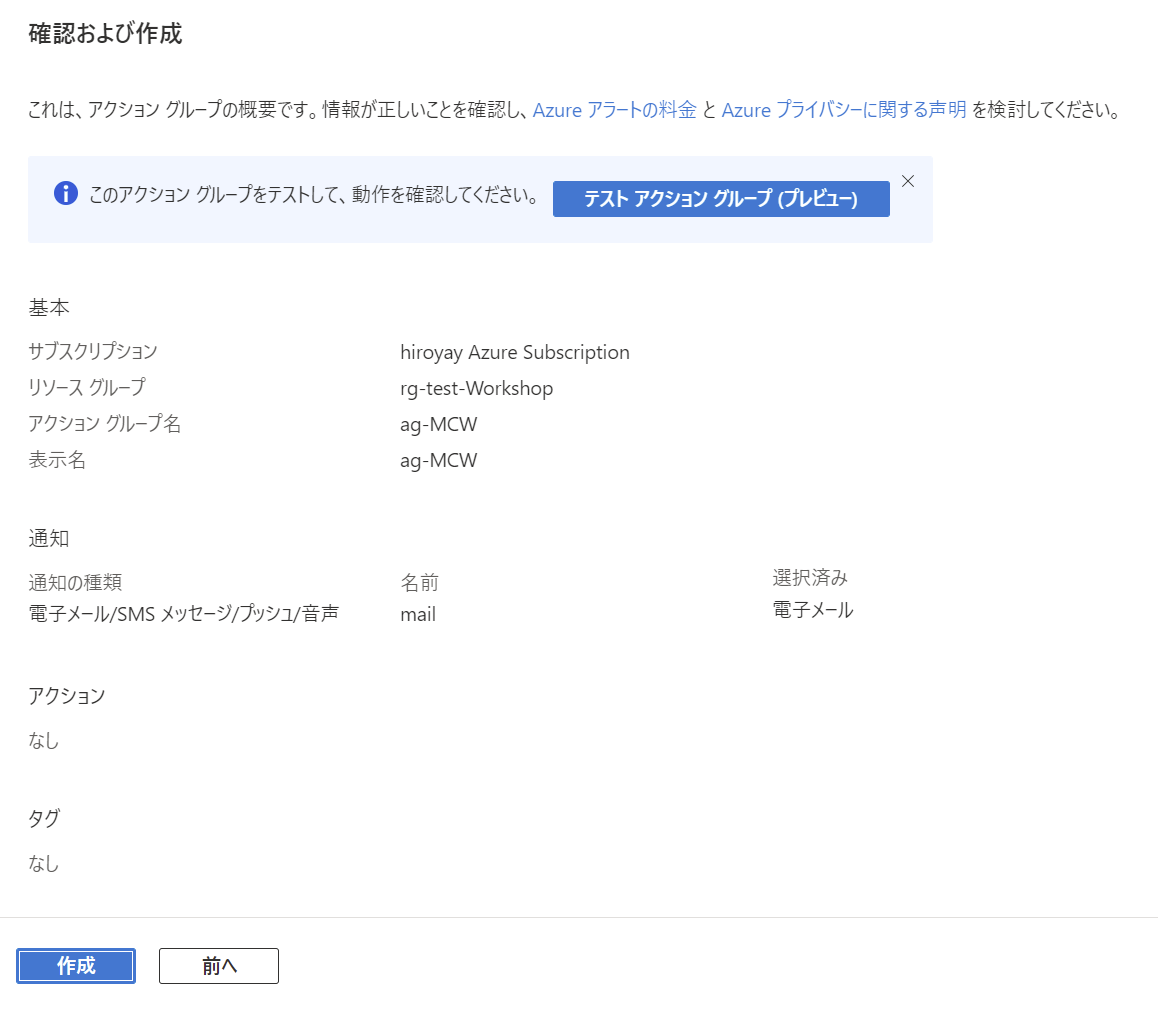 確認および作成
これは、アクション グループの概要です。情報が正しいことを確認し、Azure アラートの料金 と Azure プライバシーに関する声明 を検討してください。
このアクション グループをテストして、動作を確認してください。 テスト アクション グループ (プレビュー)
基本
サブスクリプション hiroyay Azure Subscription
リソース グループ rg-test-Workshop
アクション グループ名 ag-MCW
表示名 ag-MCW
通知
通知の種類 名前 選択済み
電子メール/SMS メッセージ/プッシュ/音声 mail 電子メール
アクション
なし
タグ
なし
作成 前へ